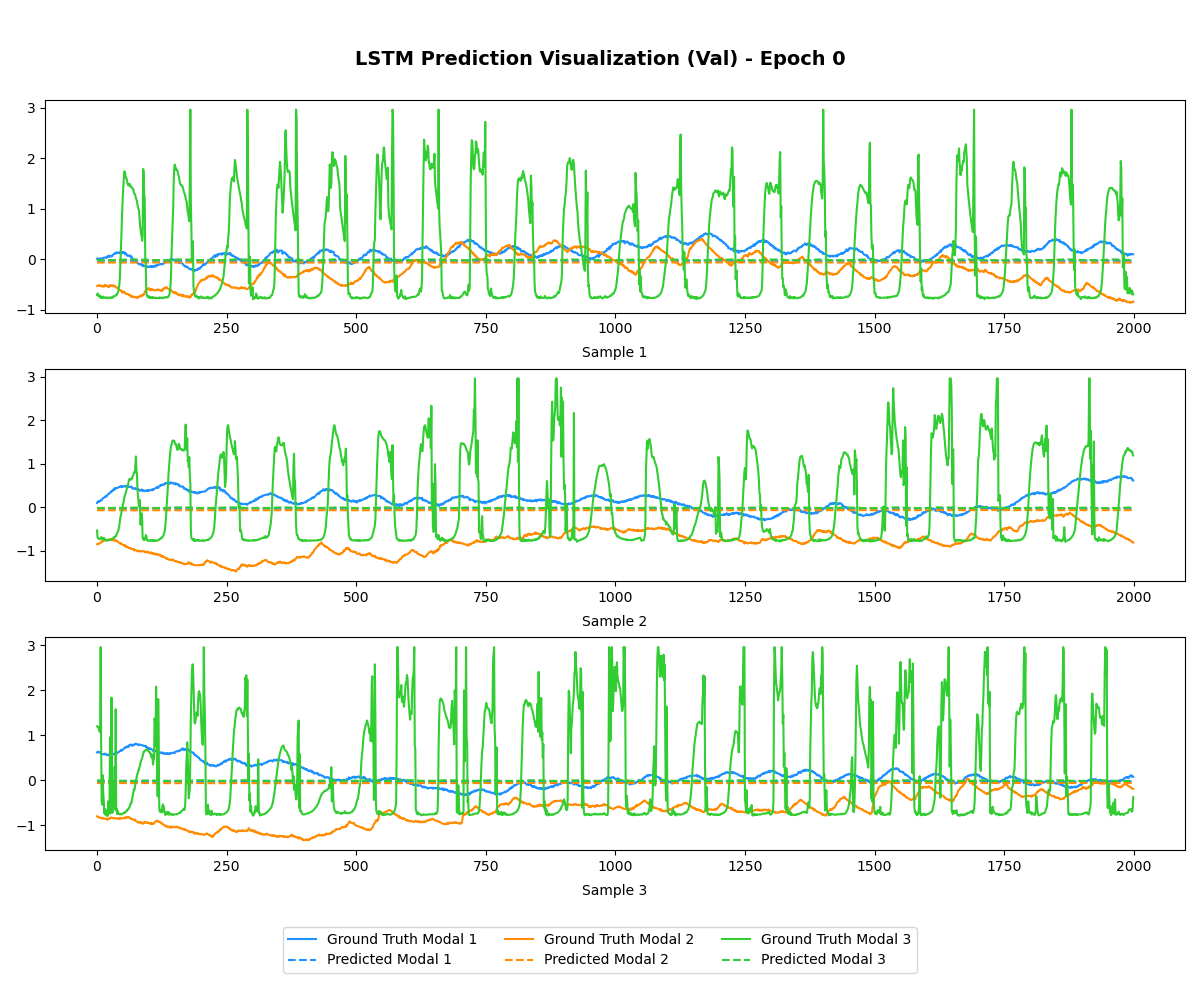 LSTM Prediction Visualization (Val) - Epoch 0
3
2
1
0
−1
0 250 500 750 1000 1250 1500 1750 2000
Sample 1
3
2
1
0
−1
0 250 500 750 1000 1250 1500 1750 2000
Sample 2
3
2
1
0
−1
0 250 500 750 1000 1250 1500 1750 2000
Sample 3
Ground Truth Modal 1 Ground Truth Modal 2 Ground Truth Modal 3
Predicted Modal 1 Predicted Modal 2 Predicted Modal 3